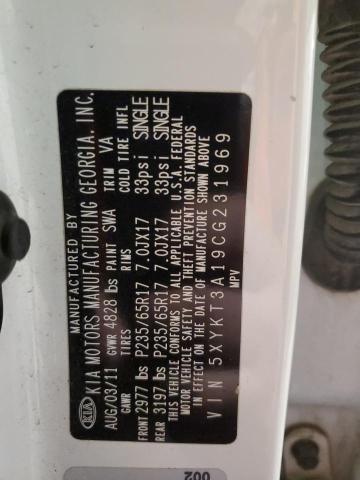 MANUFACTURED BY
KIA KIA MOTORS MANUFACTURING GEORGIA, INC.
AUG/03/11 GVWR 4828 lbs PAINT SWA TRIM VA
GAWR TIRES RIMS COLD TIRE INFL
FRONT 2977 lbs P235/65R17 7.0JX17 33psi SINGLE
REAR 3197 lbs P235/65R17 7.0JX17 33psi SINGLE
THIS VEHICLE CONFORMS TO ALL APPLICABLE U.S.A. FEDERAL
MOTOR VEHICLE SAFETY AND THEFT PREVENTION STANDARDS
IN EFFECT ON THE DATE OF MANUFACTURE SHOWN ABOVE
VIN 5XYKT3A19CG231969
MPV
002